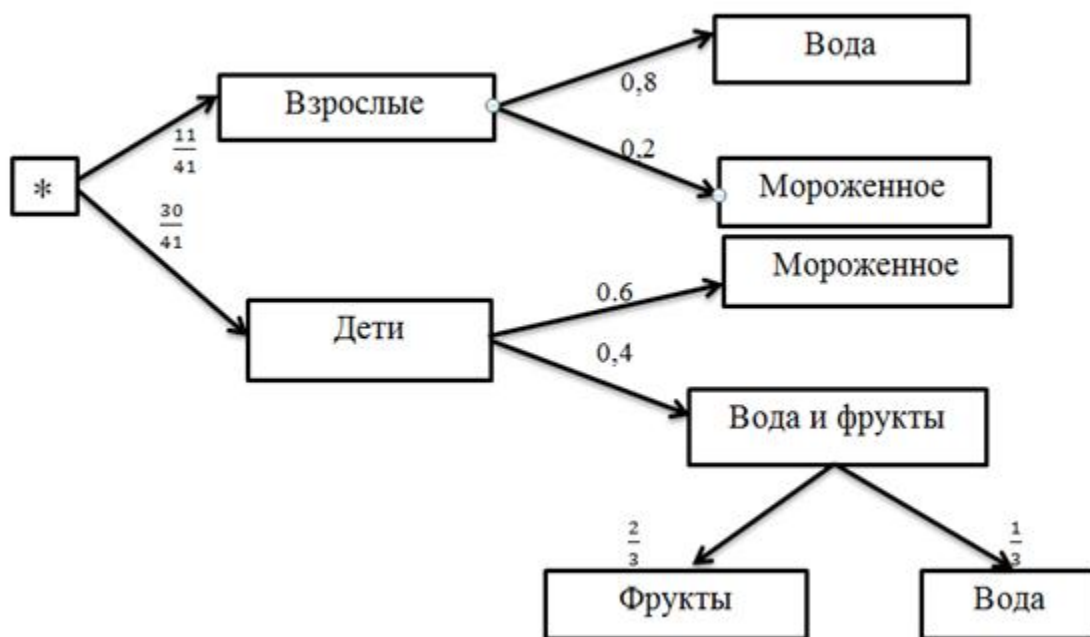 Вода
0,8
Взрослые
11/41
0,2
*
Мороженное
30/41
Мороженное
0.6
Дети
0,4
Вода и фрукты
2/3
1/3
Фрукты
Вода